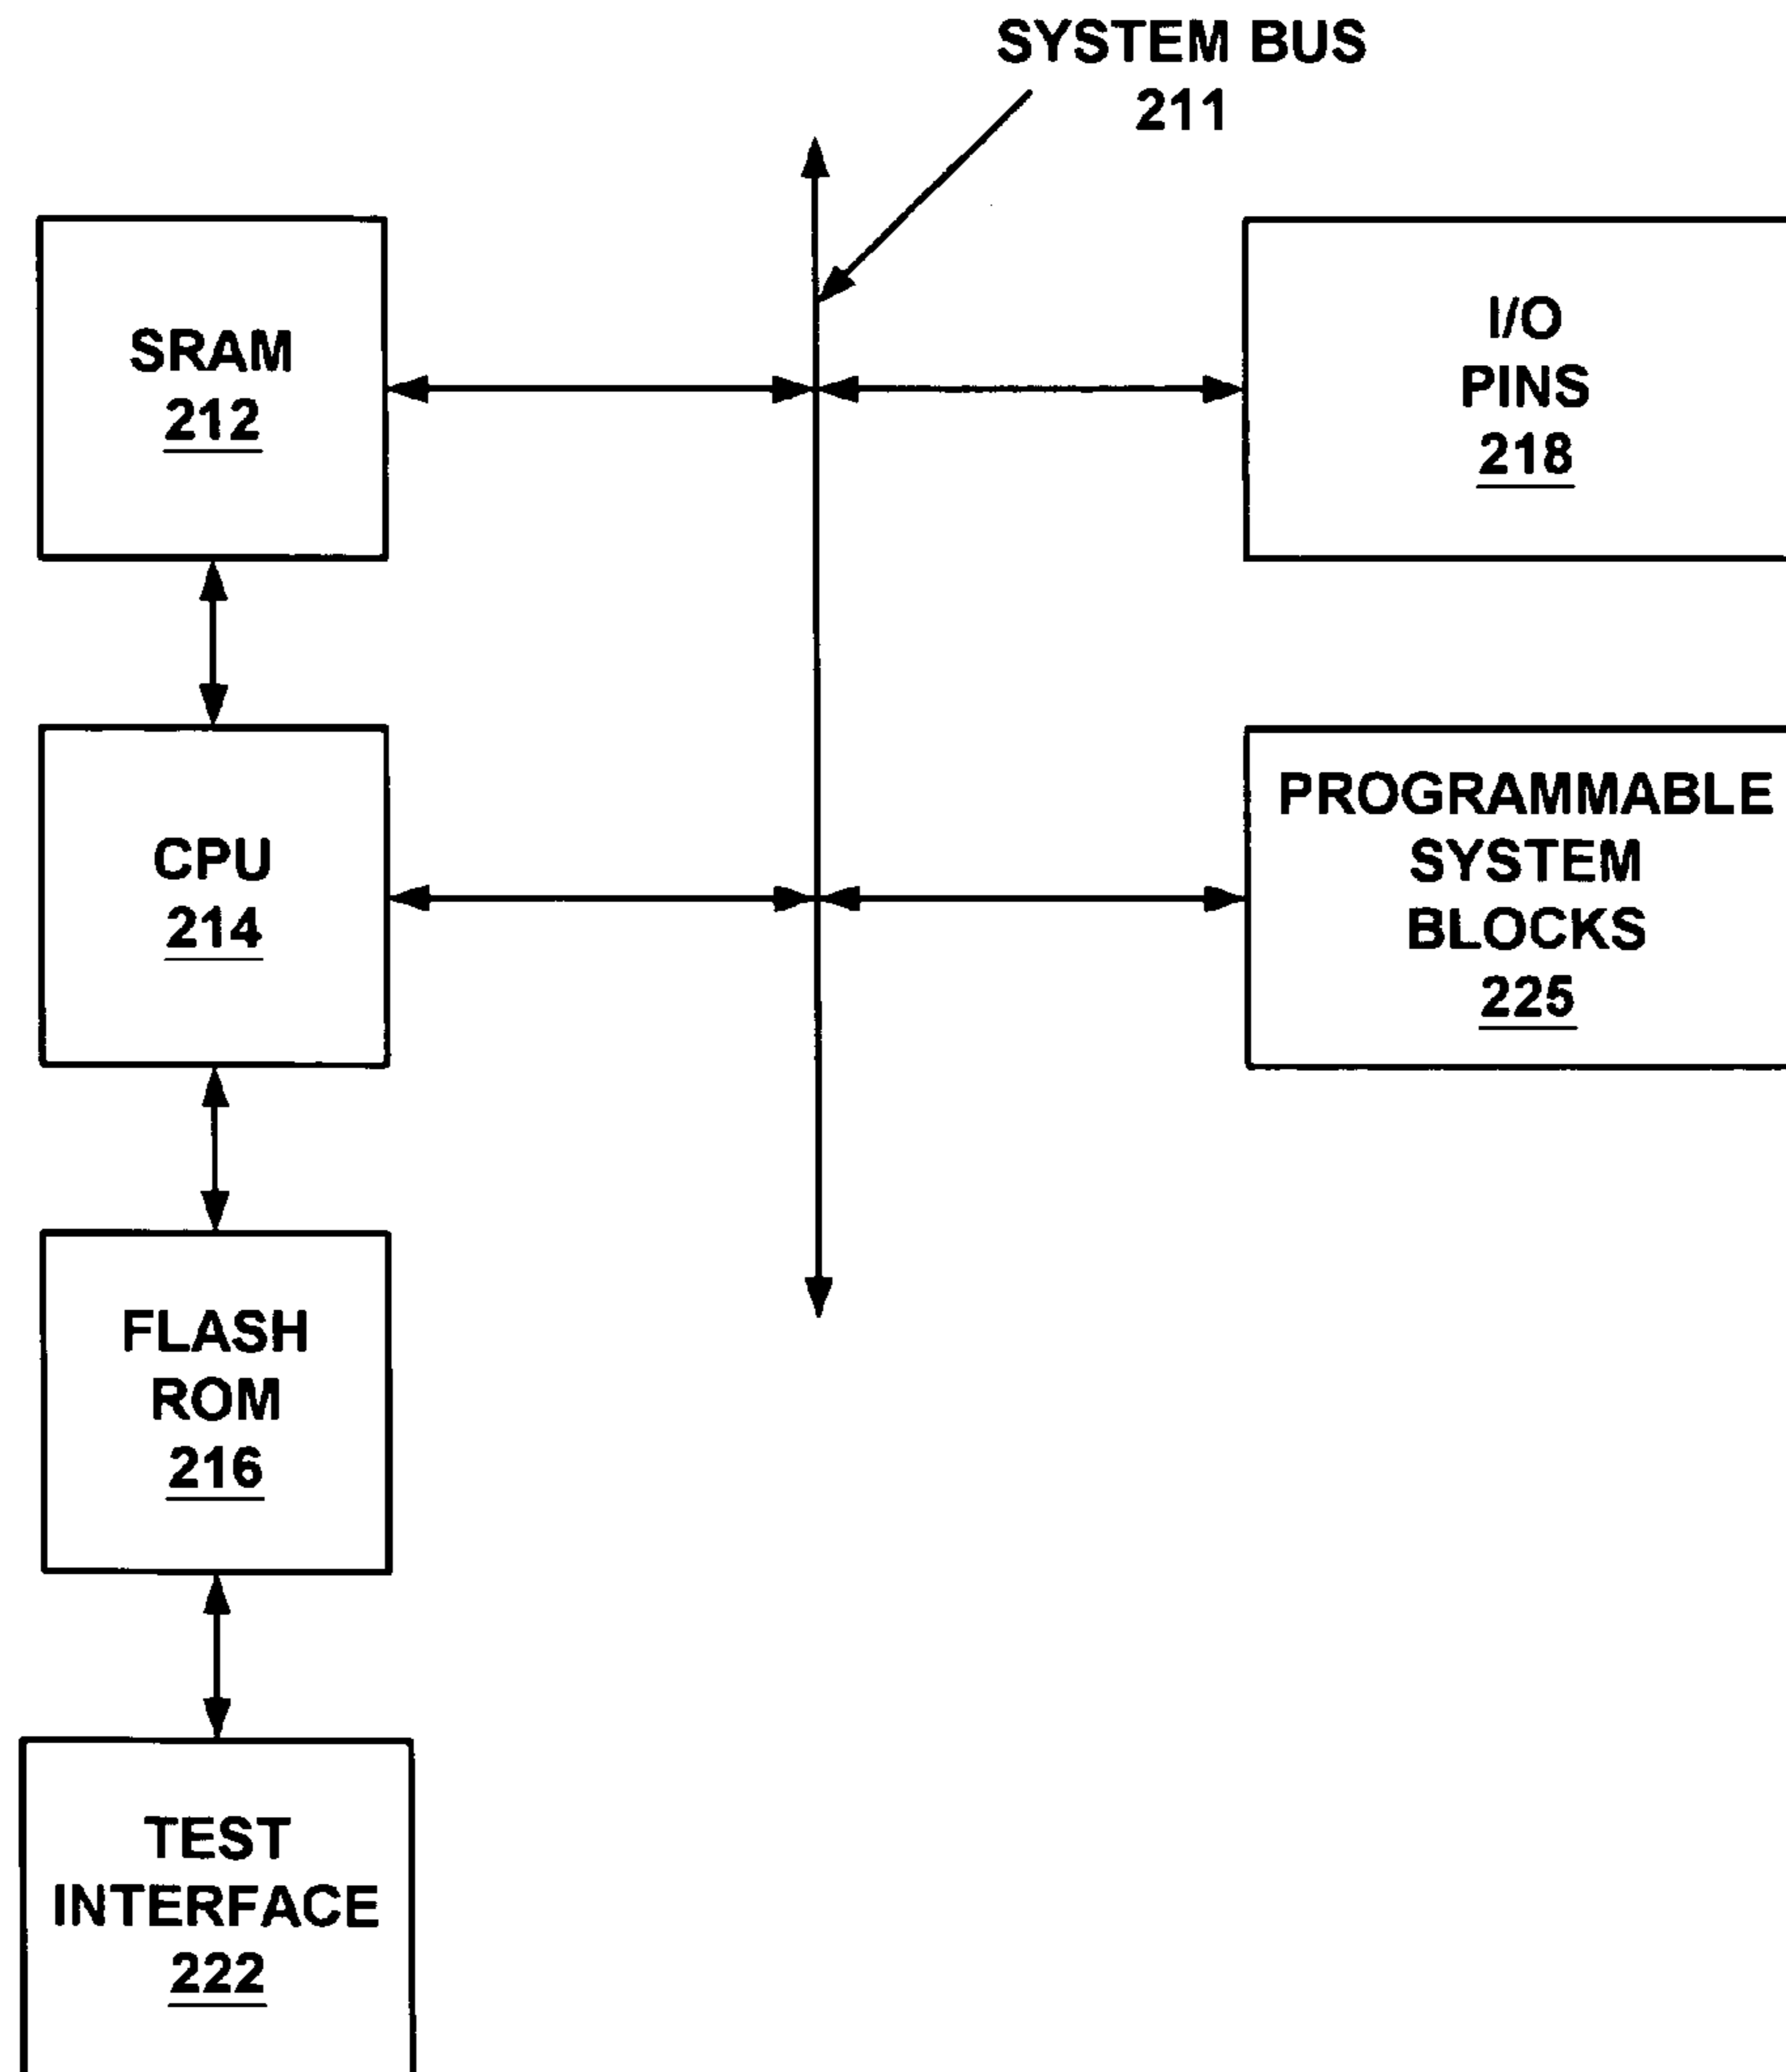 SYSTEM BUS
211
SRAM
212
I/O
PINS
218
CPU
214
PROGRAMMABLE
SYSTEM
BLOCKS
225
FLASH
ROM
216
TEST
INTERFACE
222